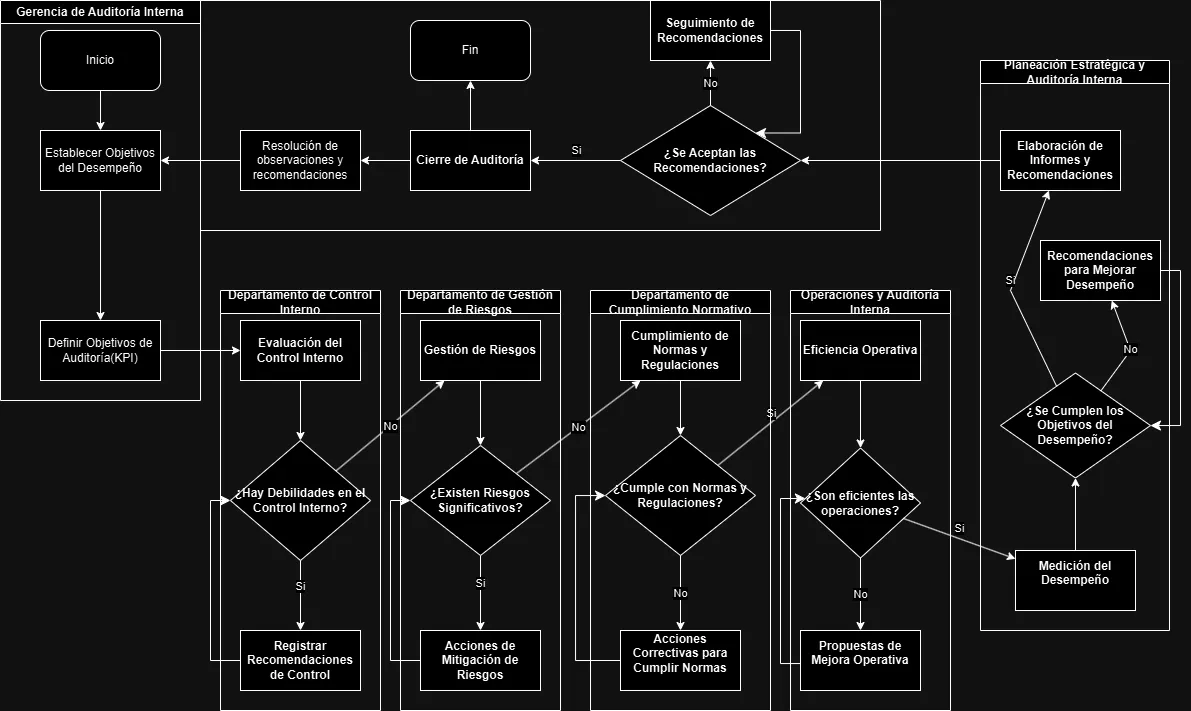 Gerencia de Auditoría Interna
Inicio
Establecer Objetivos
del Desempeño
Definir Objetivos de
Auditoría(KPI)
Fin
Resolución de
observaciones y
recomendaciones
Cierre de Auditoría
Si
Seguimiento de
Recomendaciones
No
¿Se Aceptan las
Recomendaciones?
Planeación Estratégica y
Auditoría Interna
Elaboración de
Informes y
Recomendaciones
Si
Recomendaciones
para Mejorar
Desempeño
No
¿Se Cumplen los
Objetivos del
Desempeño?
Medición del
Desempeño
Departamento de Control
Interno
Evaluación del
Control Interno
No
¿Hay Debilidades en el
Control Interno?
Si
Registrar
Recomendaciones
de Control
Departamento de Gestión
de Riesgos
Gestión de Riesgos
No
¿Existen Riesgos
Significativos?
Si
Acciones de
Mitigación de
Riesgos
Departamento de
Cumplimiento Normativo
Cumplimiento de
Normas y
Regulaciones
Si
¿Cumple con Normas y
Regulaciones?
No
Acciones
Correctivas para
Cumplir Normas
Operaciones y Auditoría
Interna
Eficiencia Operativa
¿Son eficientes las
operaciones?
Si
No
Propuestas de
Mejora Operativa